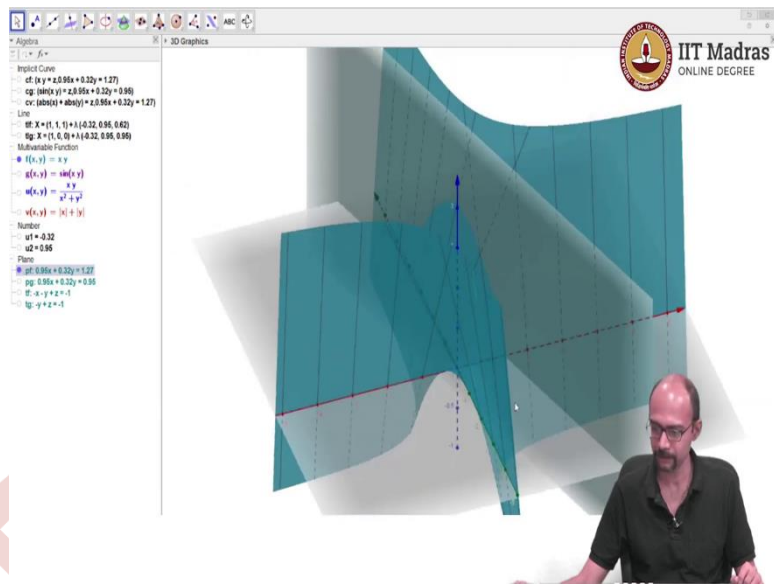 ABC
Algebra
3D Graphics
IIT Madras
ONLINE DEGREE
Implicit Curve
cf: (x y = z,0.95x + 0.32y = 1.27)
cg: (sin(x y) = z,0.95x + 0.32y = 0.95)
cv: (abs(x) + abs(y) = z,0.95x + 0.32y = 1.27)
Line
tlf: X = (1, 1, 1) + λ (-0.32, 0.95, 0.62)
tlg: X = (1, 0, 0) + λ (-0.32, 0.95, 0.95)
Multivariable Function
f(x, y) = x y
g(x, y) = sin(x y)
u(x, y) = x y / x² + y²
v(x, y) = |x| + |y|
Number
u1 = -0.32
u2 = 0.95
Plane
pf: 0.95x + 0.32y = 1.27
pg: 0.95x + 0.32y = 0.95
tf: -x - y + z = -1
tg: -y + z = -1